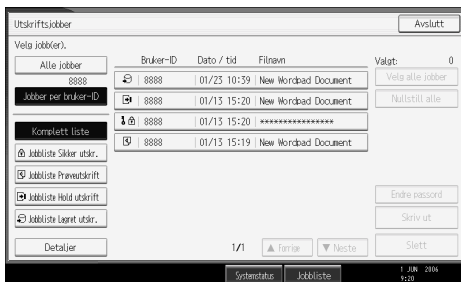 Utskriftsjobber
Avslutt
Velg jobb(er).
Alle jobber
8888
Jobber per bruker-ID
Komplett liste
Jobbliste Sikker utskr.
Jobbliste Prøveutskrift
Jobbliste Hold utskrift
Jobbliste Lagret utskr.
Detaljer
Bruker-ID Dato / tid Filnavn
8888 01/23 10:39 New Wordpad Document
8888 01/13 15:20 New Wordpad Document
8888 01/13 15:20 ****************
8888 01/13 15:19 New Wordpad Document
1/1 ▲ Forrige ▼ Neste
Valgt: 0
Velg alle jobber
Nullstill alle
Endre passord
Skriv ut
Slett
Systemstatus Jobbliste
1 JUN 2006
9:20